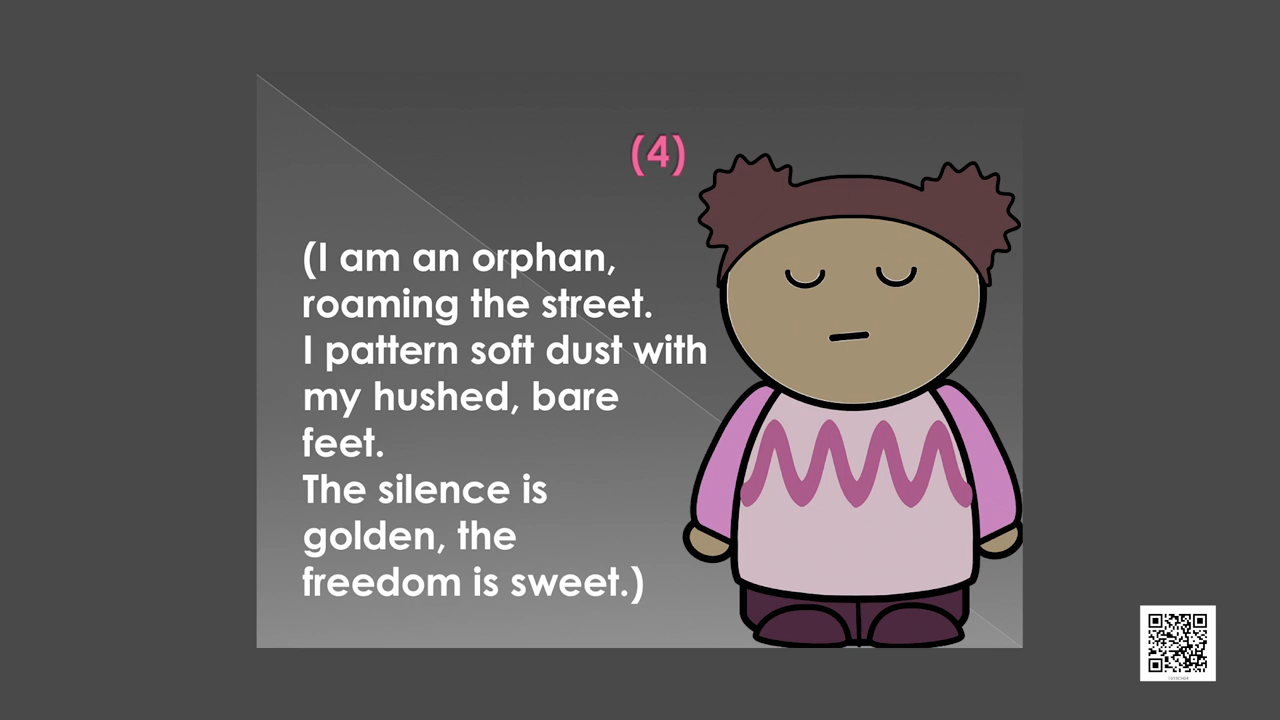 (4)
(I am an orphan,
roaming the street.
I pattern soft dust with
my hushed, bare
feet.
The silence is
golden, the
freedom is sweet.)